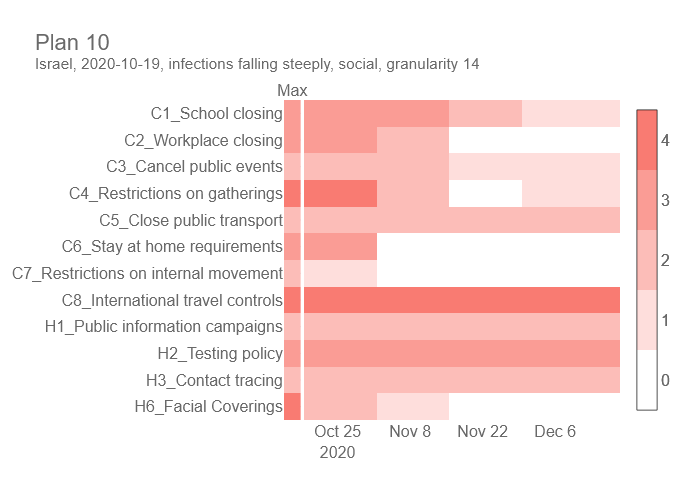 Plan 10
Israel, 2020-10-19, infections falling steeply, social, granularity 14
Max
C1_School closing
C2_Workplace closing
C3_Cancel public events
C4_Restrictions on gatherings
C5_Close public transport
C6_Stay at home requirements
C7_Restrictions on internal movement
C8_International travel controls
H1_Public information campaigns
H2_Testing policy
H3_Contact tracing
H6_Facial Coverings
Oct 25 Nov 8 Nov 22 Dec 6
2020
4
3
2
1
0